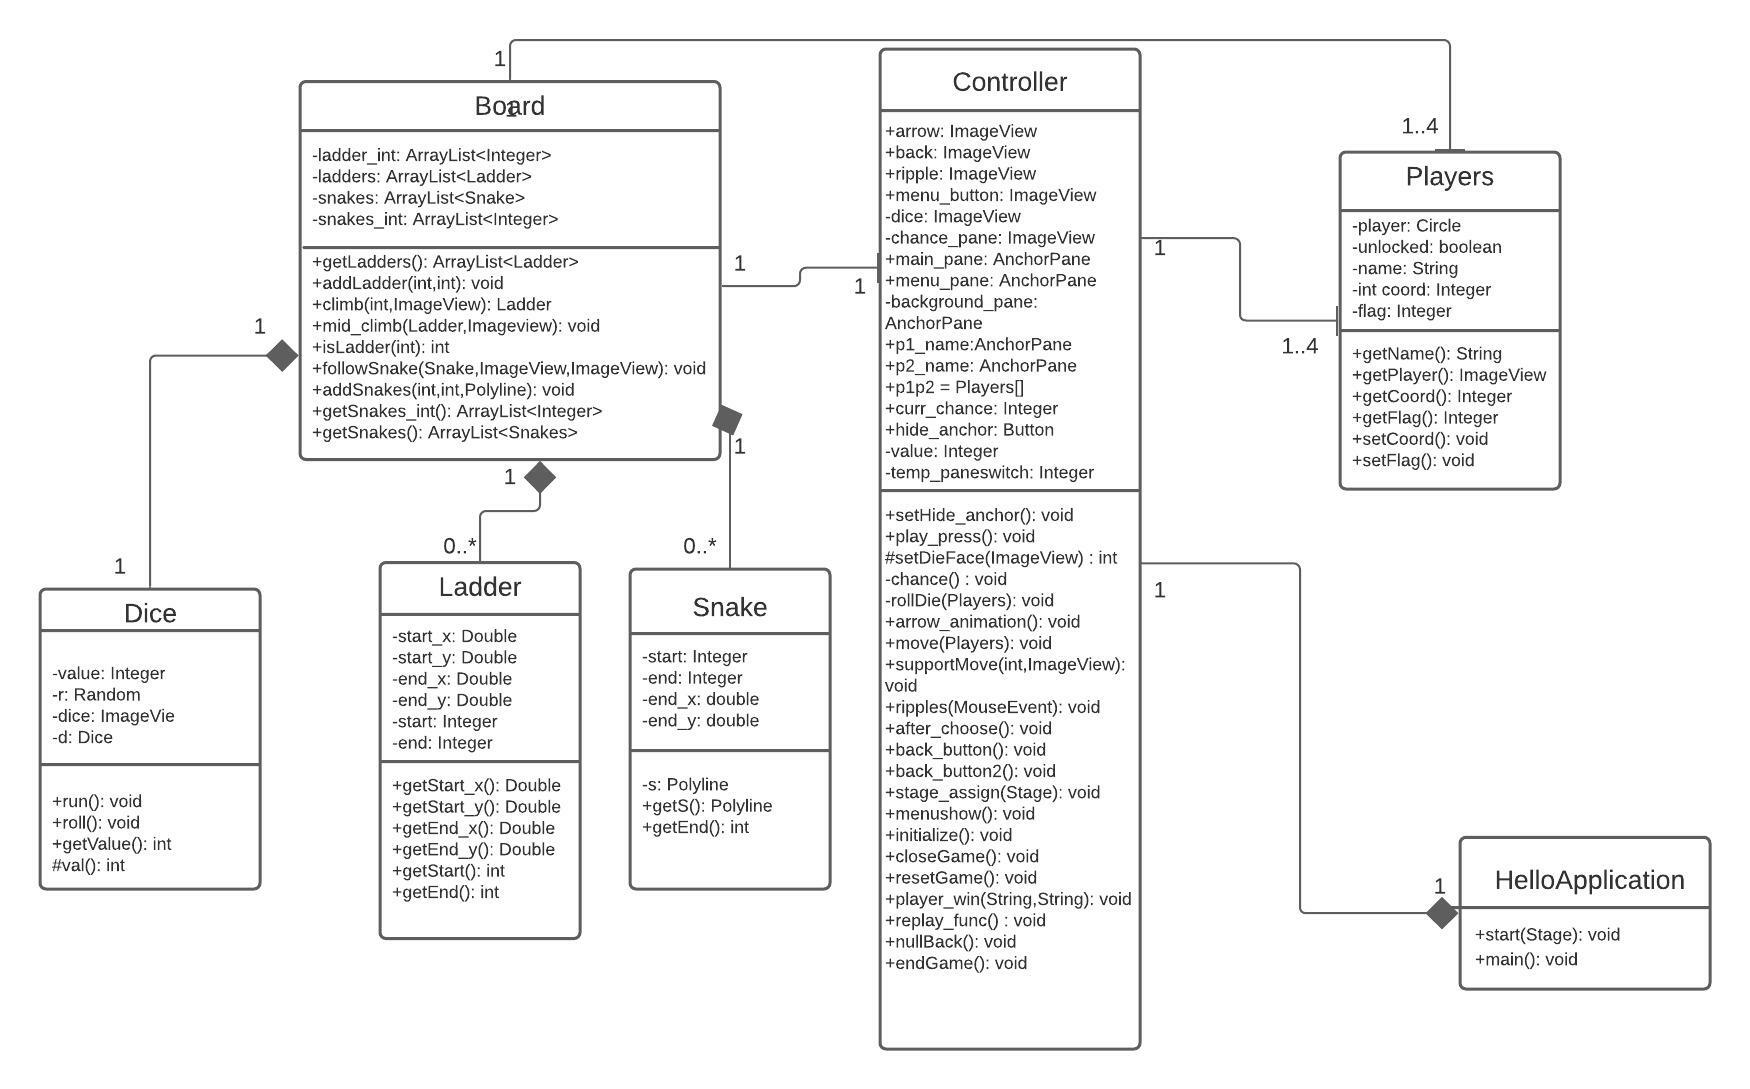 1
Board
1
-ladder_int: ArrayList<Integer>
-ladders: ArrayList<Ladder>
-snakes: ArrayList<Snake>
-snakes_int: ArrayList<Integer>
+getLadders(): ArrayList<Ladder>
+addLadder(int,int): void
+climb(int,ImageView): Ladder
+mid_climb(Ladder,Imageview): void
+isLadder(int): int
+followSnake(Snake,ImageView,ImageView): void
+addSnakes(int,int,Polyline): void
+getSnakes_int(): ArrayList<Integer>
+getSnakes(): ArrayList<Snakes>
1
1
1
1
1
1
0..*
0..*
Dice
-value: Integer
-r: Random
-dice: ImageVie
-d: Dice
+run(): void
+roll(): void
+getValue(): int
#val(): int
Ladder
-start_x: Double
-start_y: Double
-end_x: Double
-end_y: Double
-start: Integer
-end: Integer
+getStart_x(): Double
+getStart_y(): Double
+getEnd_x(): Double
+getEnd_y(): Double
+getStart(): int
+getEnd(): int
Snake
-start: Integer
-end: Integer
-end_x: double
-end_y: double
-s: Polyline
+getS(): Polyline
+getEnd(): int
Controller
+arrow: ImageView
+back: ImageView
+ripple: ImageView
+menu_button: ImageView
-dice: ImageView
-chance_pane: ImageView
+main_pane: AnchorPane
+menu_pane: AnchorPane
-background_pane:
AnchorPane
+p1_name:AnchorPane
+p2_name: AnchorPane
+p1p2 = Players[]
+curr_chance: Integer
+hide_anchor: Button
-value: Integer
-temp_paneswitch: Integer
+setHide_anchor(): void
+play_press(): void
#setDieFace(ImageView) : int
-chance() : void
-rollDie(Players): void
+arrow_animation(): void
+move(Players): void
+supportMove(int,ImageView):
void
+ripples(MouseEvent): void
+after_choose(): void
+back_button(): void
+back_button2(): void
+stage_assign(Stage): void
+menushow(): void
+initialize(): void
+closeGame(): void
+resetGame(): void
+player_win(String,String): void
+replay_func() : void
+nullBack(): void
+endGame(): void
1
1..4
1..4
Players
-player: Circle
-unlocked: boolean
-name: String
-int coord: Integer
-flag: Integer
+getName(): String
+getPlayer(): ImageView
+getCoord(): Integer
+getFlag(): Integer
+setCoord(): void
+setFlag(): void
1
1
HelloApplication
+start(Stage): void
+main(): void